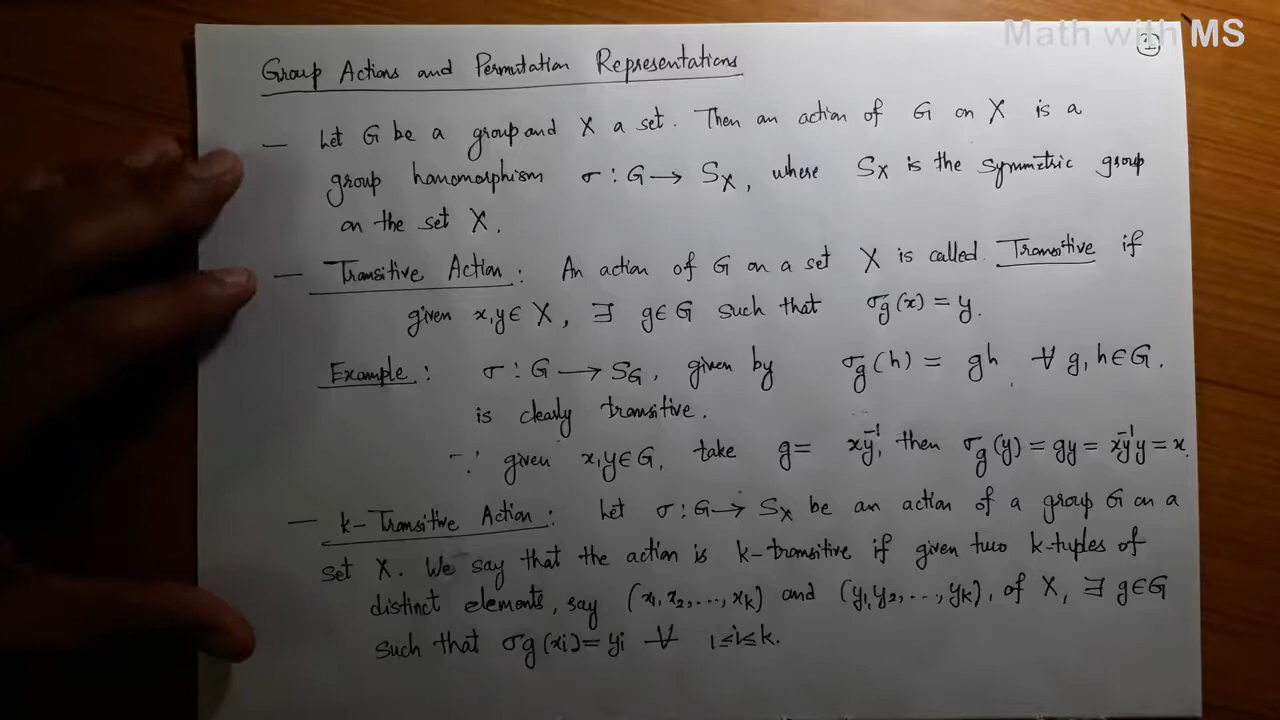 Math with MS
1
Group Actions and Permutation Representations
— Let G be a group and X a set. Then an action of G on X is a
group homomorphism σ : G → S_X, where S_X is the symmetric group
on the set X.
— Transitive Action : An action of G on a set X is called Transitive if
given x,y ∈ X, ∃ g ∈ G such that σ_g(x) = y.
Example : σ : G → S_G, given by σ_g(h) = gh, ∀ g, h ∈ G.
is clearly transitive.
∵ given x,y ∈ G, take g = xy⁻¹, then σ_g(y) = gy = xy⁻¹y = x.
— k-Transitive Action : Let σ : G → S_X be an action of a group G on a
set X. We say that the action is k-transitive if given two k-tuples of
distinct elements, say (x₁, x₂, ..., x_k) and (y₁, y₂, ..., y_k), of X, ∃ g ∈ G
such that σ_g(x_i) = y_i ∀ 1 ≤ i ≤ k.